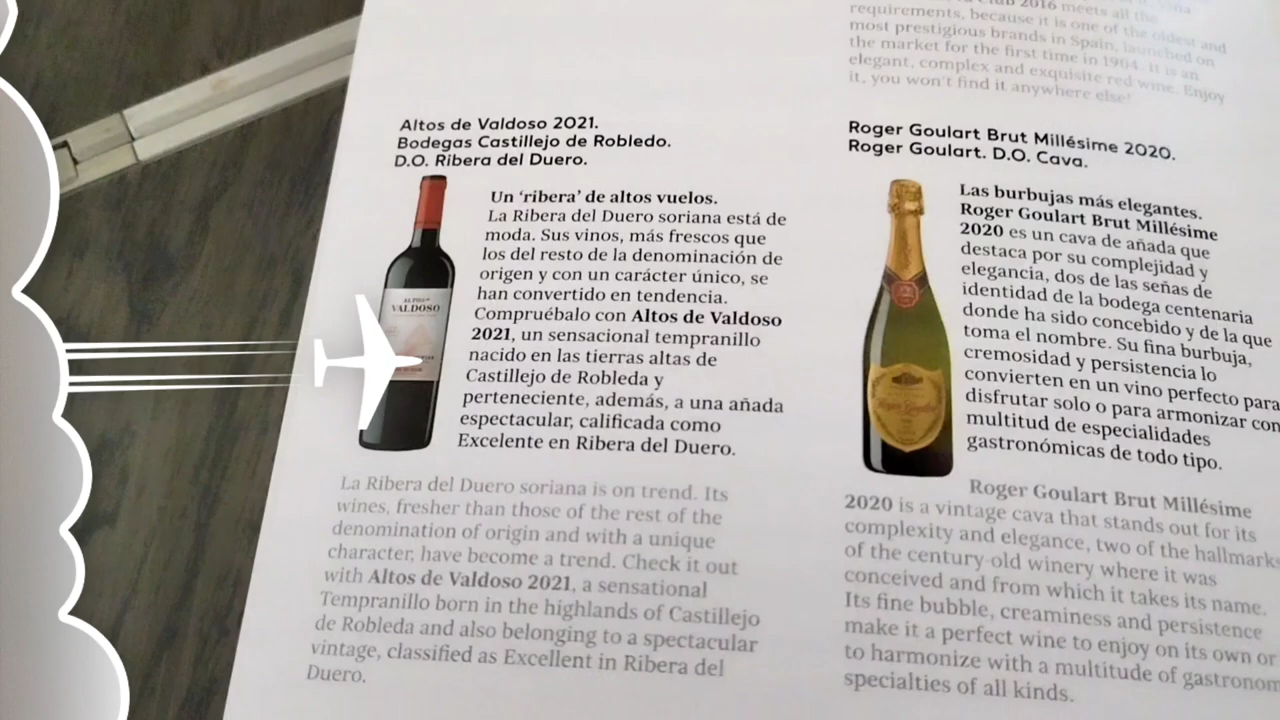 Club 2016 meets all the
requirements, because it is one of the oldest and
most prestigious brands in Spain, launched on
the market for the first time in 1964. It is an
elegant, complex and exquisite red wine. Enjoy
it, you won't find it anywhere else!
Altos de Valdoso 2021.
Bodegas Castillejo de Robledo.
D.O. Ribera del Duero.
ALTOS DE
VALDOSO
Un ‘ribera’ de altos vuelos.
La Ribera del Duero soriana está de
moda. Sus vinos, más frescos que
los del resto de la denominación de
origen y con un carácter único, se
han convertido en tendencia.
Compruébalo con Altos de Valdoso
2021, un sensacional tempranillo
nacido en las tierras altas de
Castillejo de Robleda y
perteneciente, además, a una añada
espectacular, calificada como
Excelente en Ribera del Duero.
La Ribera del Duero soriana is on trend. Its
wines, fresher than those of the rest of the
denomination of origin and with a unique
character, have become a trend. Check it out
with Altos de Valdoso 2021, a sensational
Tempranillo born in the highlands of Castillejo
de Robleda and also belonging to a spectacular
vintage, classified as Excellent in Ribera del
Duero.
Roger Goulart Brut Millésime 2020.
Roger Goulart. D.O. Cava.
Roger Goulart
Las burbujas más elegantes.
Roger Goulart Brut Millésime
2020 es un cava de añada que
destaca por su complejidad y
elegancia, dos de las señas de
identidad de la bodega centenaria
donde ha sido concebido y de la que
toma el nombre. Su fina burbuja,
cremosidad y persistencia lo
convierten en un vino perfecto para
disfrutar solo o para armonizar con
multitud de especialidades
gastronómicas de todo tipo.
Roger Goulart Brut Millésime
2020 is a vintage cava that stands out for its
complexity and elegance, two of the hallmarks
of the century-old winery where it was
conceived and from which it takes its name.
Its fine bubble, creaminess and persistence
make it a perfect wine to enjoy on its own or
to harmonize with a multitude of gastronom
specialties of all kinds.